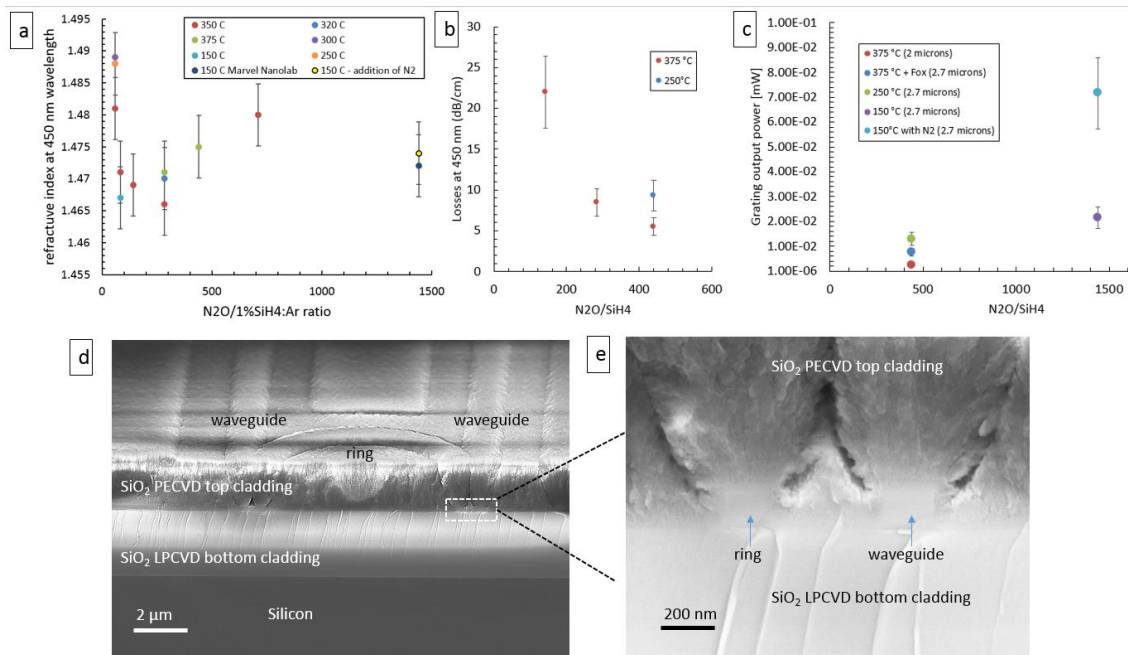 a
refractuve index at 450 nm wavelength
1.495
1.49
1.485
1.48
1.475
1.47
1.465
1.46
1.455
0
500
1000
1500
N2O/1%SiH4:Ar ratio
350 C
320 C
375 C
300 C
150 C
250 C
150 C Marvel Nanolab
150 C - addition of N2
b
Losses at 450 nm (dB/cm)
30
25
20
15
10
5
0
0
200
400
600
N2O/SiH4
375 °C
250°C
c
Grating output power [mW]
1.00E-01
9.00E-02
8.00E-02
7.00E-02
6.00E-02
5.00E-02
4.00E-02
3.00E-02
2.00E-02
1.00E-02
1.00E-06
0
500
1000
1500
N2O/SiH4
375 °C (2 microns)
375 °C + Fox (2.7 microns)
250 °C (2.7 microns)
150 °C (2.7 microns)
150°C with N2 (2.7 microns)
d
waveguide
waveguide
ring
SiO₂ PECVD top cladding
SiO₂ LPCVD bottom cladding
2 µm
Silicon
e
SiO₂ PECVD top cladding
ring
waveguide
SiO₂ LPCVD bottom cladding
200 nm